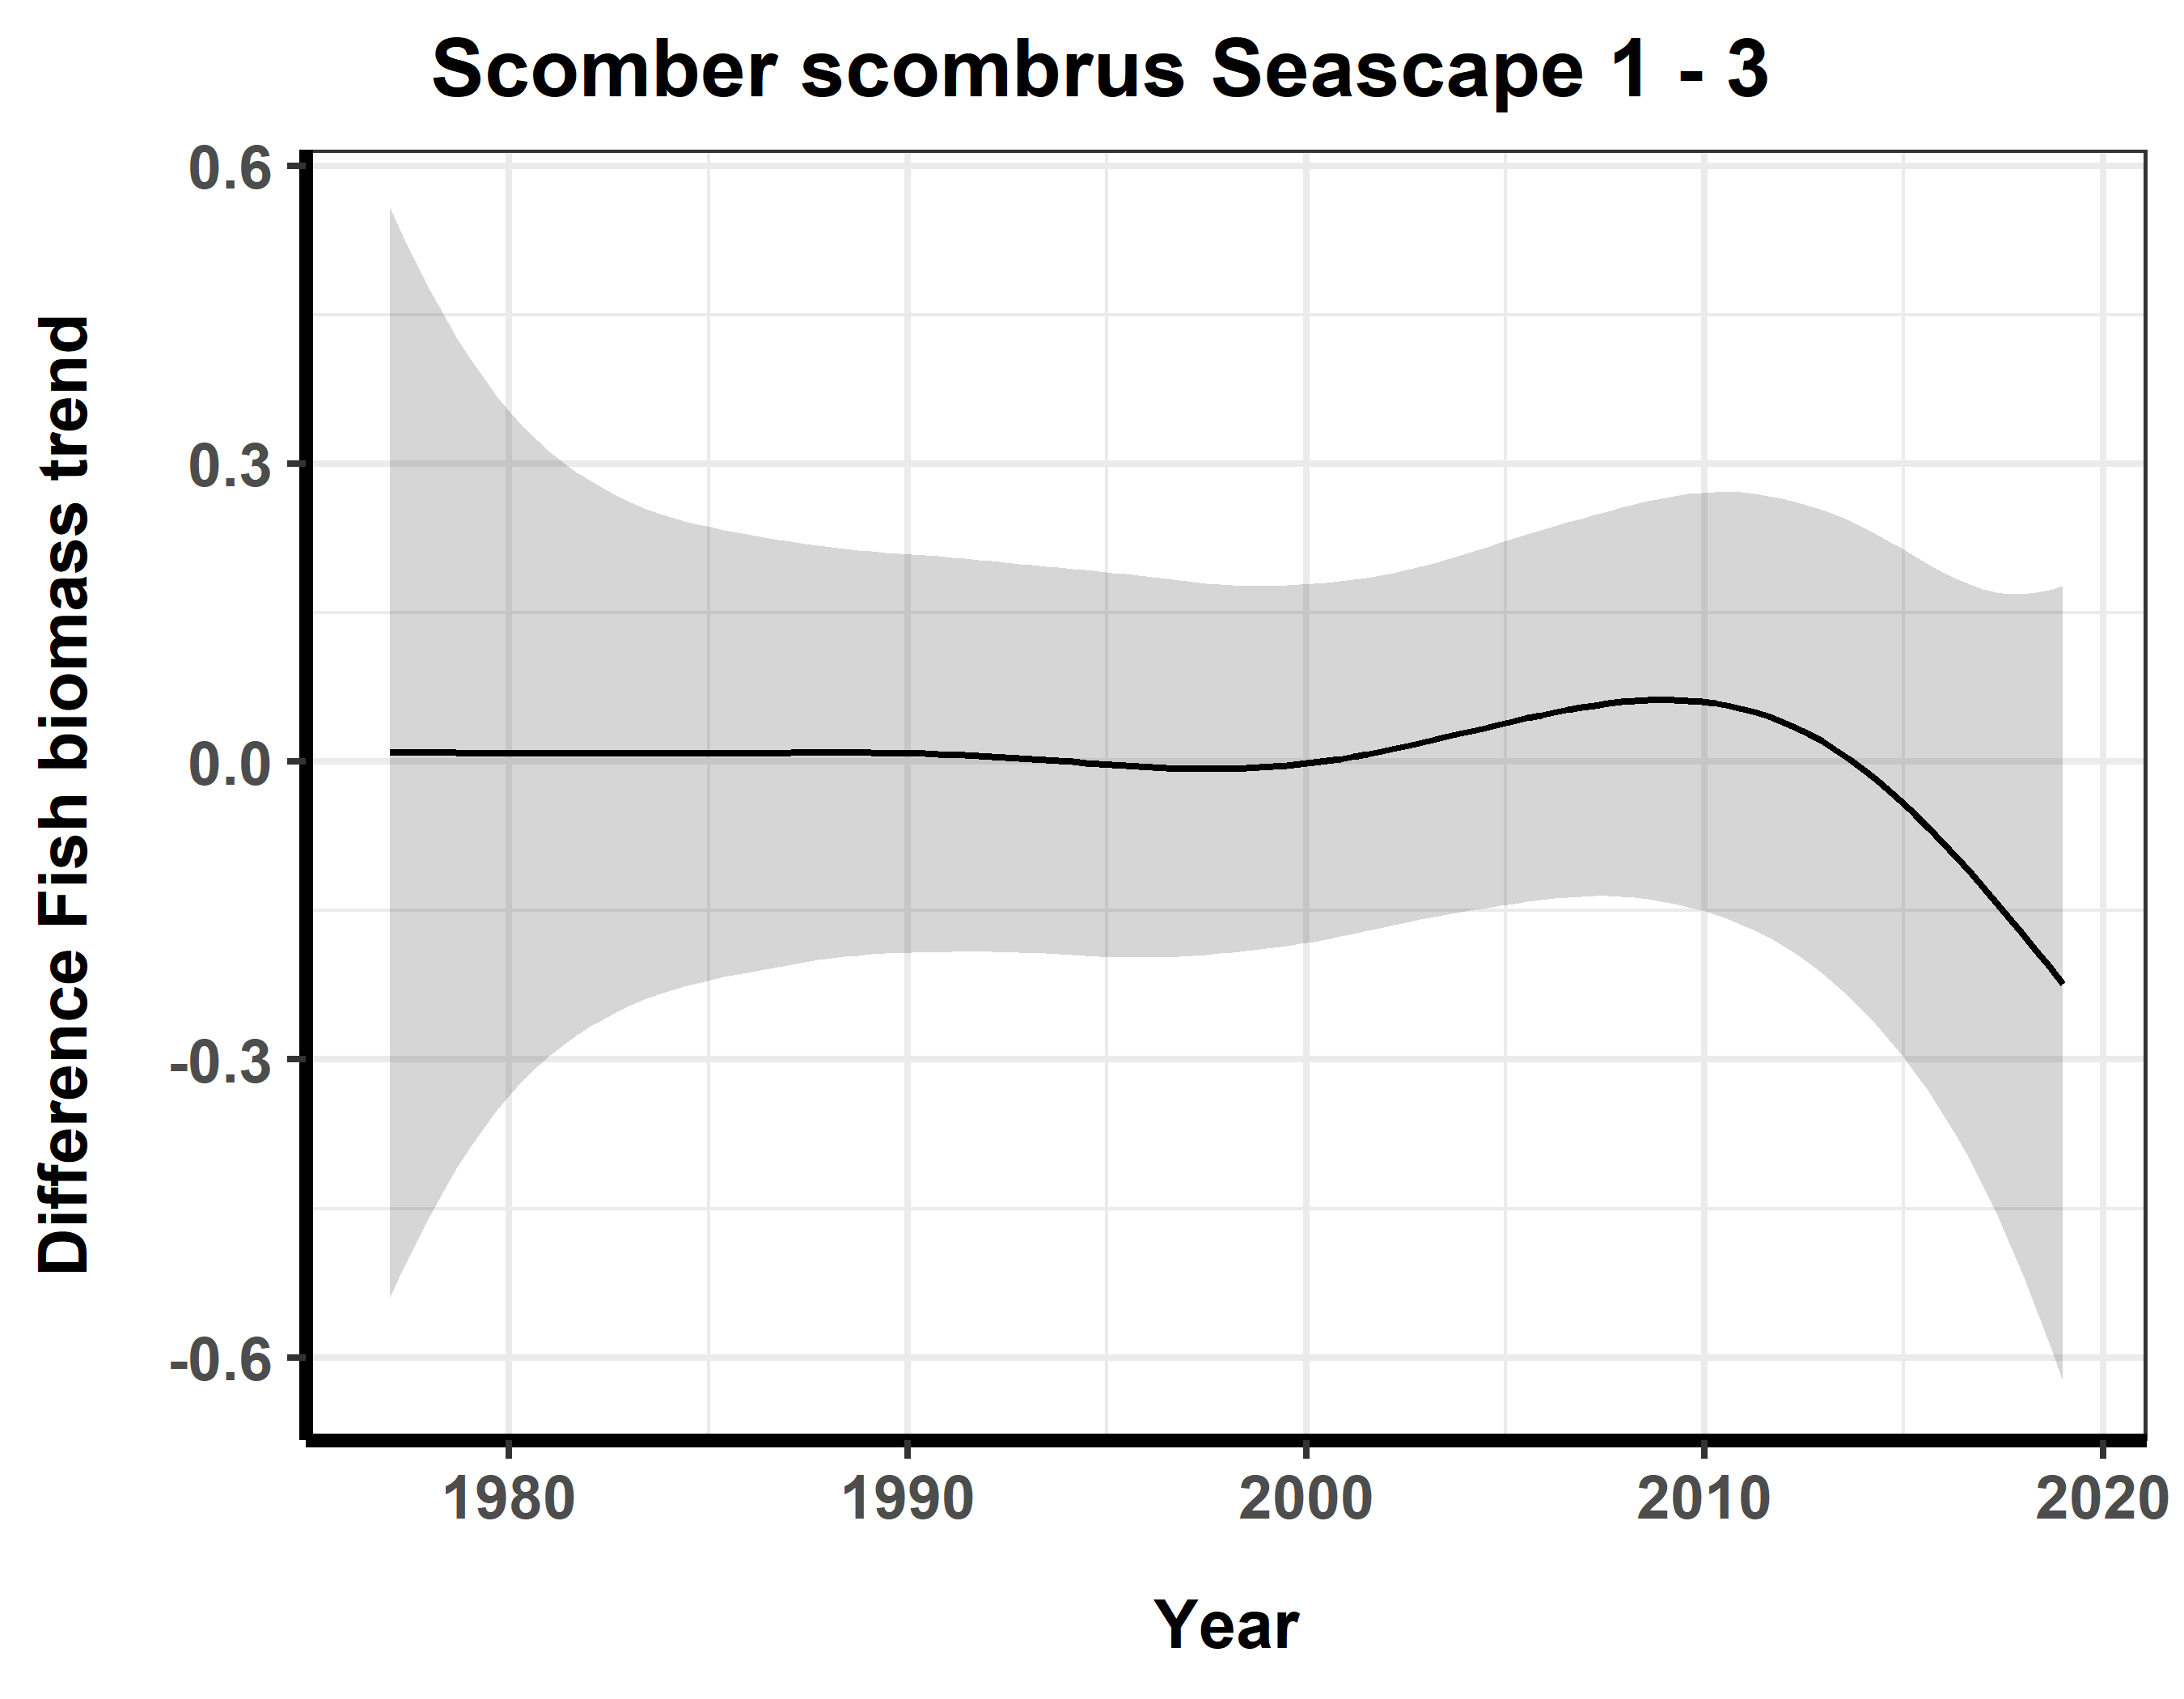 Scomber scombrus Seascape 1 - 3
Difference Fish biomass trend
0.6
0.3
0.0
-0.3
-0.6
1980 1990 2000 2010 2020
Year